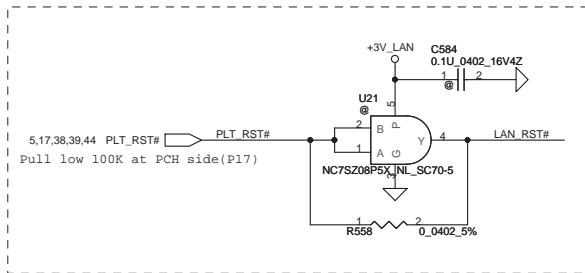 +3V_LAN
C584
0.1U_0402_16V4Z
1 2
@
U21
@
5
5,17,38,39,44 PLT_RST# PLT_RST# 2 B P Y 4 LAN_RST#
1 A G
Pull low 100K at PCH side(P17)
3
NC7SZ08P5X_NL_SC70-5
1 2
R558 0_0402_5%